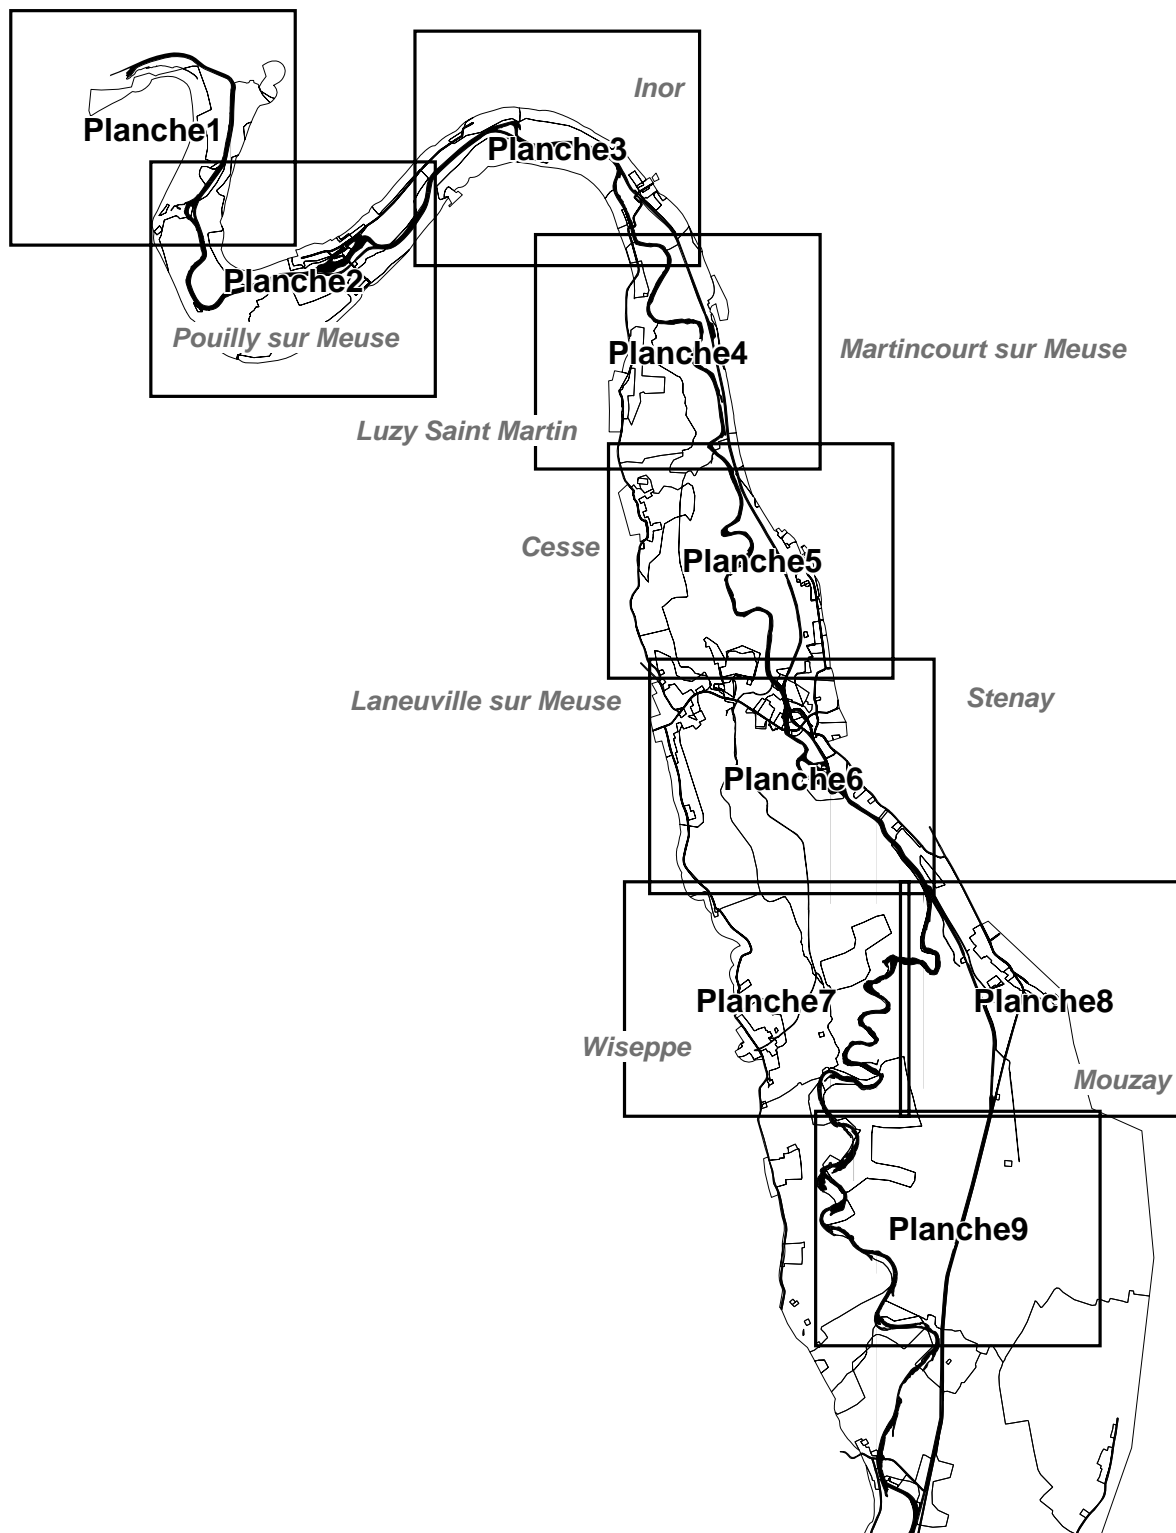 Inor
Planche1
Planche3
Planche2
Pouilly sur Meuse
Planche4
Martincourt sur Meuse
Luzy Saint Martin
Cesse
Planche5
Laneuville sur Meuse
Stenay
Planche6
Planche7
Planche8
Wiseppe
Mouzay
Planche9